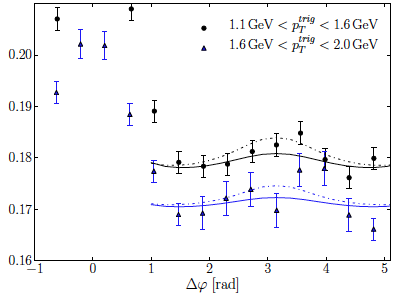 1.1 GeV < p_T^{trig} < 1.6 GeV
1.6 GeV < p_T^{trig} < 2.0 GeV
0.20
0.19
0.18
0.17
0.16
−1 0 1 2 3 4 5
Δφ [rad]